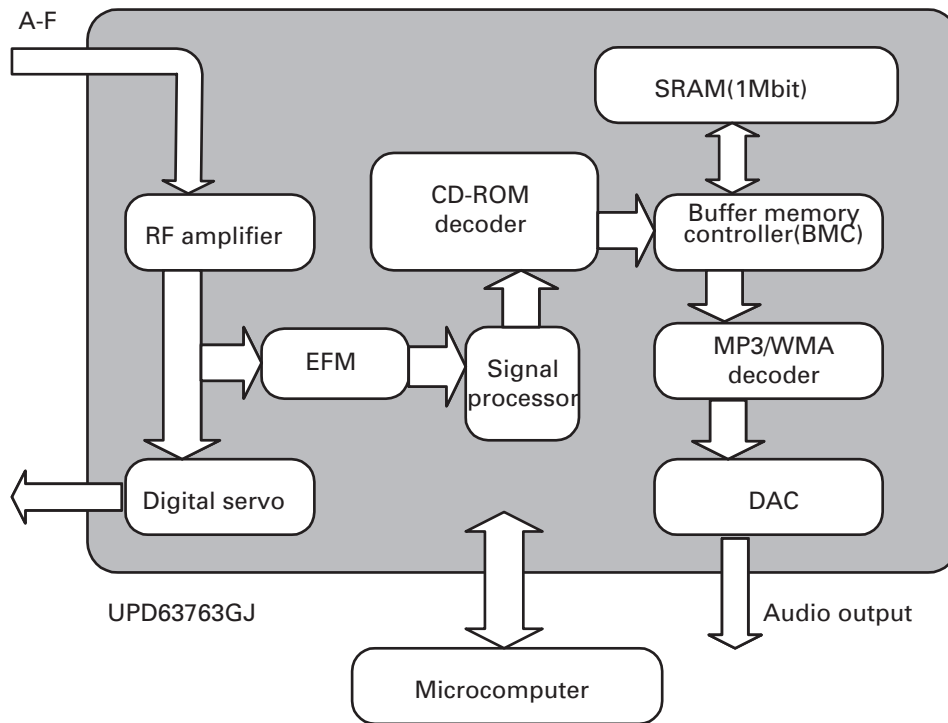 A-F
SRAM(1Mbit)
CD-ROM
decoder
RF amplifier
Buffer memory
controller(BMC)
EFM
Signal
processor
MP3/WMA
decoder
Digital servo
DAC
UPD63763GJ
Audio output
Microcomputer